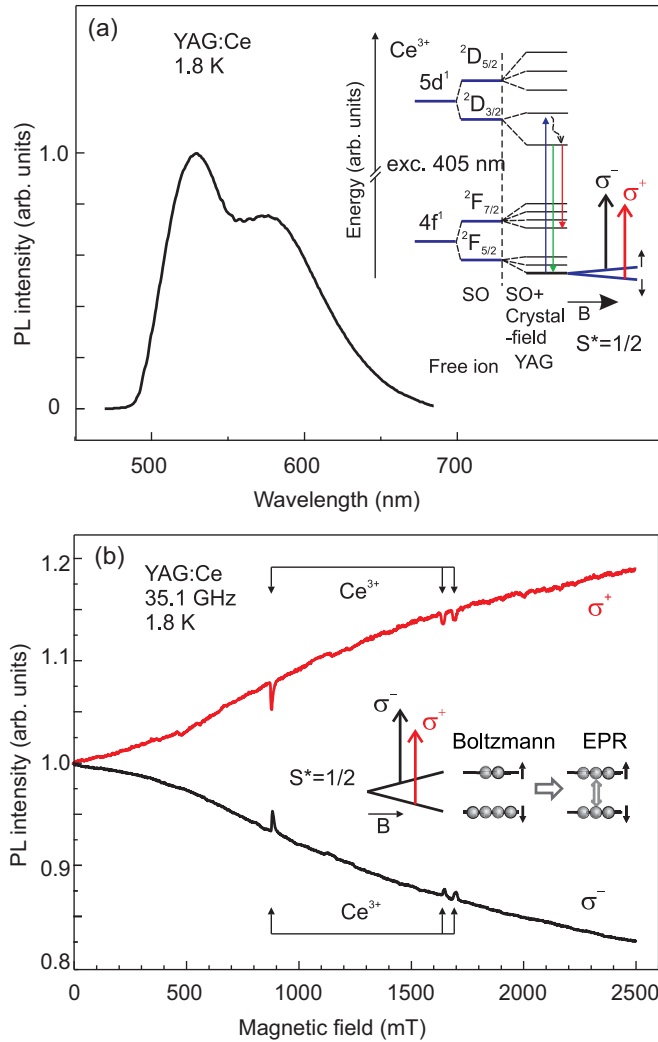 (a)
YAG:Ce
1.8 K
Ce³⁺
²D₅/₂
5d¹
²D₃/₂
exc. 405 nm
²F₇/₂
4f¹
²F₅/₂
σ⁻
σ⁺
SO
SO+
Crystal
-field
YAG
B
S*=1/2
Free ion
Energy (arb. units)
PL intensity (arb. units)
1.0
0
500
600
700
Wavelength (nm)
(b)
YAG:Ce
35.1 GHz
1.8 K
Ce³⁺
σ⁺
σ⁻
σ⁺
Boltzmann
EPR
S*=1/2
B
σ⁻
Ce³⁺
PL intensity (arb. units)
1.2
1.1
1.0
0.9
0.8
0
500
1000
1500
2000
2500
Magnetic field (mT)